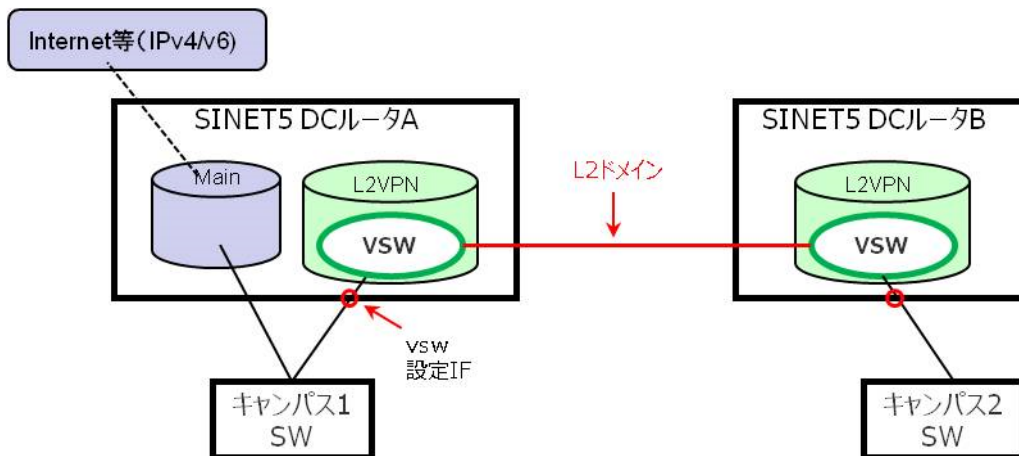 Internet等(IPv4/v6)
SINET5 DCルータA
SINET5 DCルータB
Main
L2VPN
L2ドメイン
L2VPN
VSW
VSW
vsw
設定IF
キャンパス1
SW
キャンパス2
SW